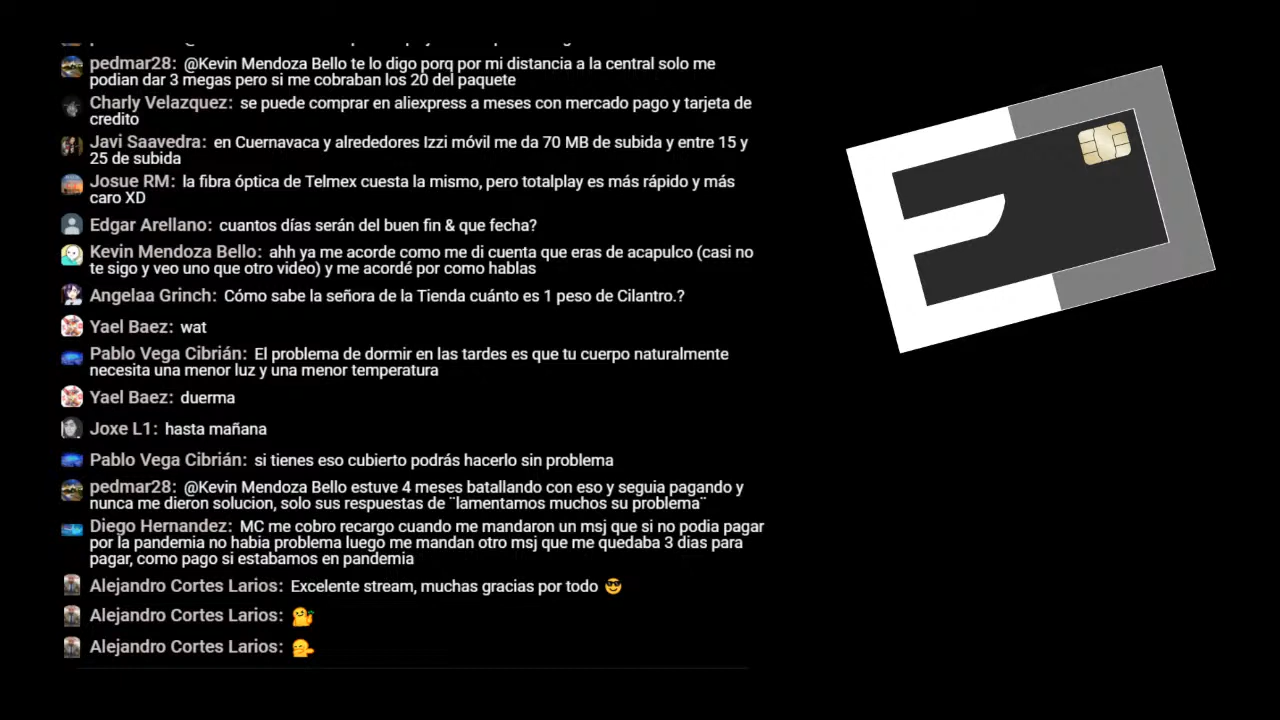 pedmar28: @Kevin Mendoza Bello te lo digo porq por mi distancia a la central solo me
podian dar 3 megas pero si me cobraban los 20 del paquete
Charly Velazquez: se puede comprar en aliexpress a meses con mercado pago y tarjeta de
credito
Javi Saavedra: en Cuernavaca y alrededores Izzi móvil me da 70 MB de subida y entre 15 y
25 de subida
Josue RM: la fibra óptica de Telmex cuesta la mismo, pero totalplay es más rápido y más
caro XD
Edgar Arellano: cuantos días serán del buen fin & que fecha?
Kevin Mendoza Bello: ahh ya me acorde como me di cuenta que eras de acapulco (casi no
te sigo y veo uno que otro video) y me acordé por como hablas
Angelaa Grinch: Cómo sabe la señora de la Tienda cuánto es 1 peso de Cilantro.?
Yael Baez: wat
Pablo Vega Cibrián: El problema de dormir en las tardes es que tu cuerpo naturalmente
necesita una menor luz y una menor temperatura
Yael Baez: duerma
Joxe L1: hasta mañana
Pablo Vega Cibrián: si tienes eso cubierto podrás hacerlo sin problema
pedmar28: @Kevin Mendoza Bello estuve 4 meses batallando con eso y seguia pagando y
nunca me dieron solucion, solo sus respuestas de ¨lamentamos muchos su problema¨
Diego Hernandez: MC me cobro recargo cuando me mandaron un msj que si no podia pagar
por la pandemia no habia problema luego me mandan otro msj que me quedaba 3 dias para
pagar, como pago si estabamos en pandemia
Alejandro Cortes Larios: Excelente stream, muchas gracias por todo 😎
Alejandro Cortes Larios:
Alejandro Cortes Larios: